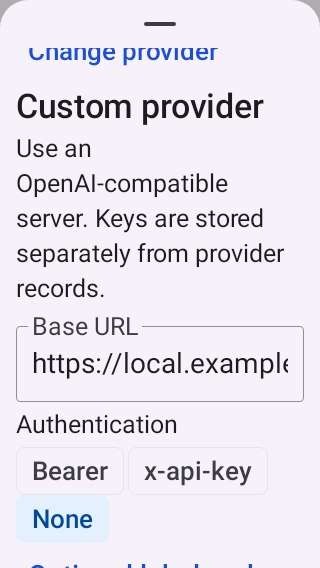 Change provider
Custom provider
Use an
OpenAI-compatible
server. Keys are stored
separately from provider
records.
Base URL
https://local.example
Authentication
Bearer
x-api-key
None